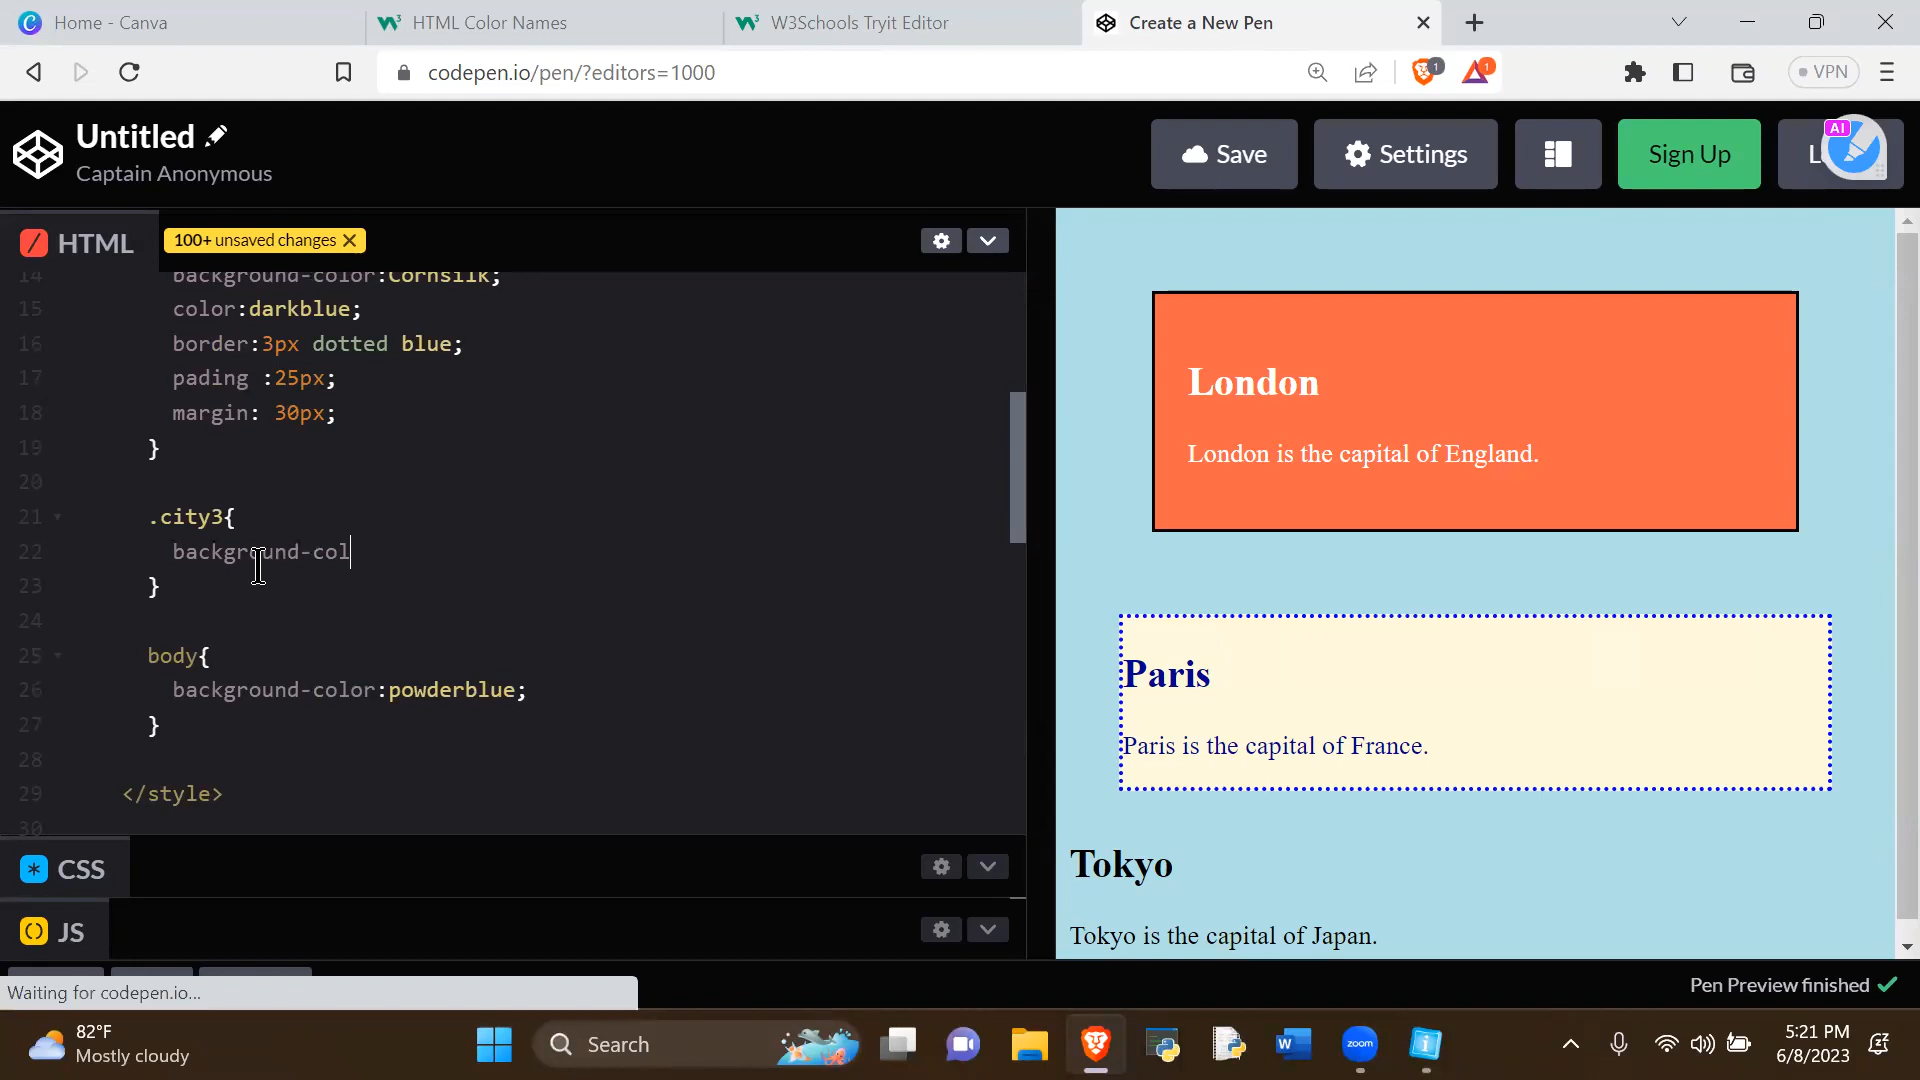 Home - Canva
HTML Color Names
W3Schools Tryit Editor
Create a New Pen
codepen.io/pen/?editors=1000
1
1
VPN
Untitled
Captain Anonymous
Save
Settings
Sign Up
AI
HTML
100+ unsaved changes
14 background-color:Cornsilk;
15 color:darkblue;
16 border:3px dotted blue;
17 pading :25px;
18 margin: 30px;
19 }
20
21 .city3{
22 background-col
23 }
24
25 body{
26 background-color:powderblue;
27 }
28
29 </style>
30
CSS
JS
London
London is the capital of England.
Paris
Paris is the capital of France.
Tokyo
Tokyo is the capital of Japan.
Waiting for codepen.io...
Pen Preview finished
82°F
Mostly cloudy
Search
W
zoom
5:21 PM
6/8/2023